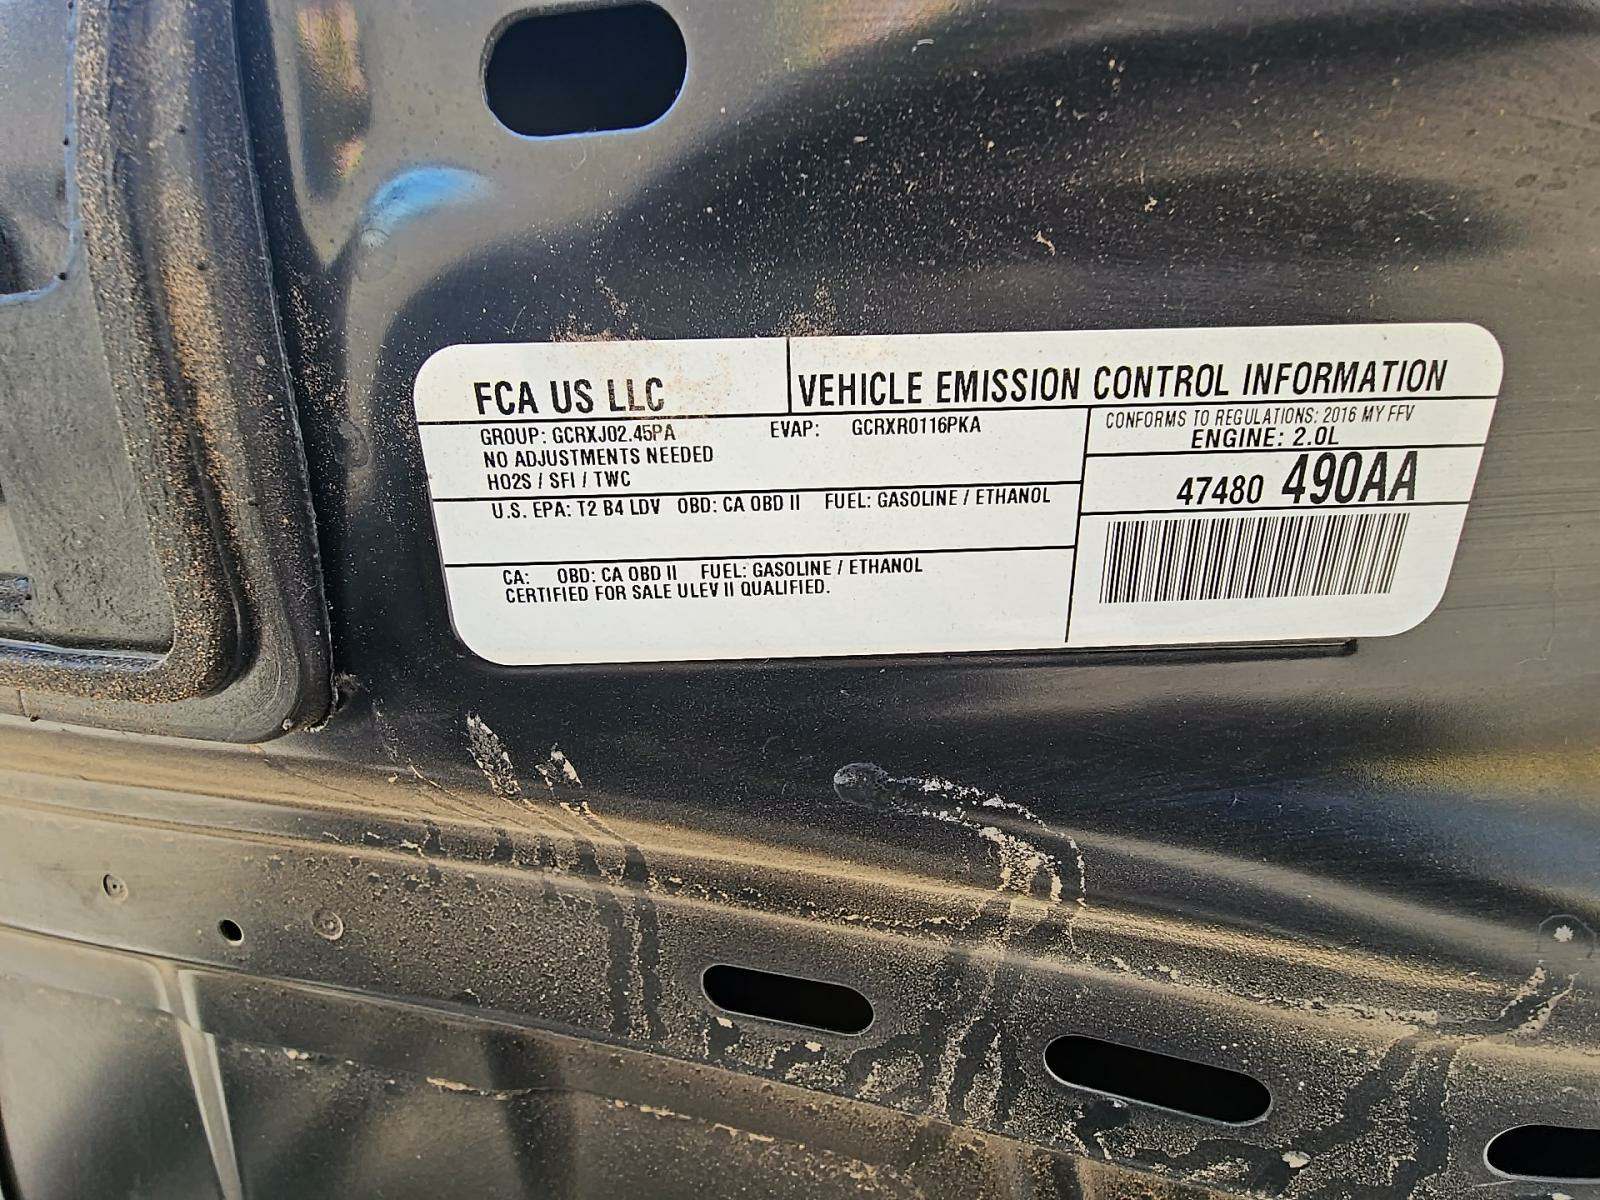 FCA US LLC
VEHICLE EMISSION CONTROL INFORMATION
GROUP: GCRXJ02.45PA EVAP: GCRXR0116PKA
NO ADJUSTMENTS NEEDED
HO2S / SFI / TWC
CONFORMS TO REGULATIONS: 2016 MY FFV
ENGINE: 2.0L
47480 490AA
U.S. EPA: T2 B4 LDV OBD: CA OBD II FUEL: GASOLINE / ETHANOL
CA: OBD: CA OBD II FUEL: GASOLINE / ETHANOL
CERTIFIED FOR SALE ULEV II QUALIFIED.